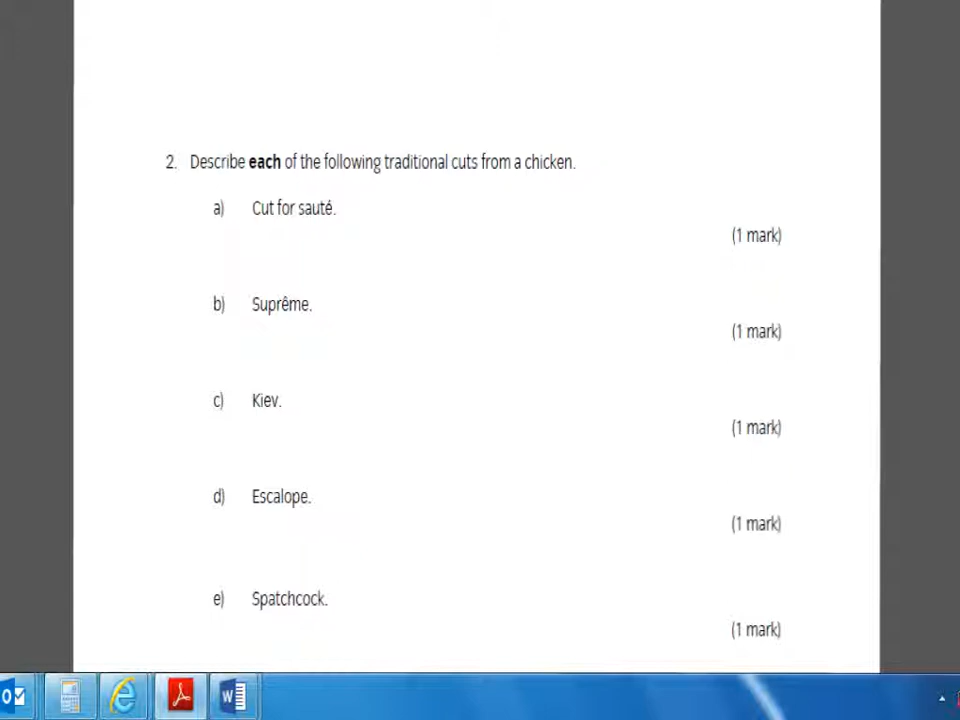 2. Describe each of the following traditional cuts from a chicken.
a) Cut for sauté.
(1 mark)
b) Suprême.
(1 mark)
c) Kiev.
(1 mark)
d) Escalope.
(1 mark)
e) Spatchcock.
(1 mark)